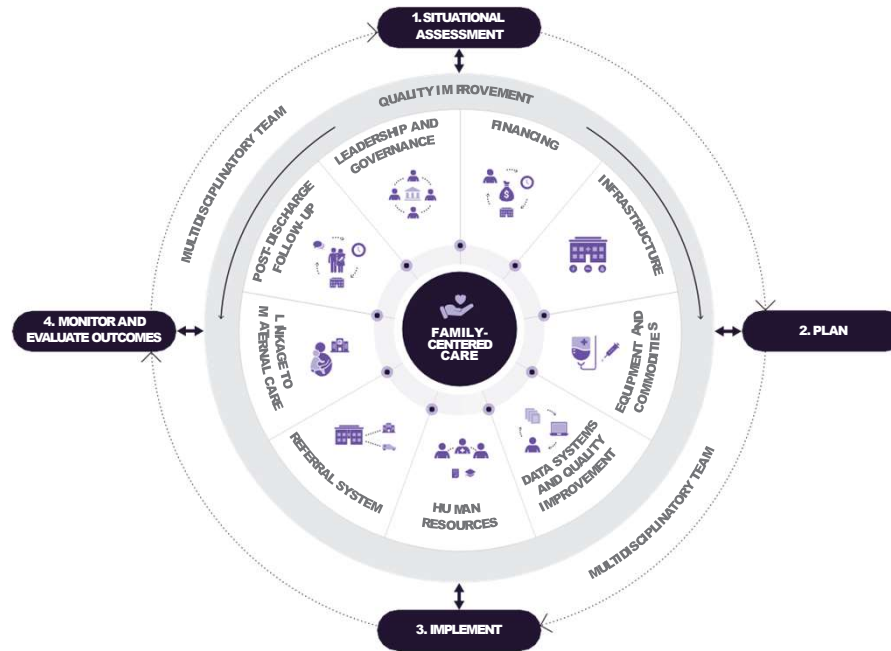 1. SITUATIONAL
ASSESSMENT
MULTIDISCIPLINATORY TEAM
QUALITY IMPROVEMENT
LEADERSHIP AND
GOVERNANCE
FINANCING
POST-DISCHARGE
FOLLOW-UP
INFRASTRUCTURE
$
4. MONITOR AND
EVALUATE OUTCOMES
FAMILY-
CENTERED
CARE
2. PLAN
LINKAGE TO
MATERNAL CARE
EQUIPMENT AND
COMMODITIES
REFERRAL SYSTEM
HUMAN
RESOURCES
DATA SYSTEMS
AND QUALITY
IMPROVEMENT
MULTIDISCIPLINATORY TEAM
3. IMPLEMENT